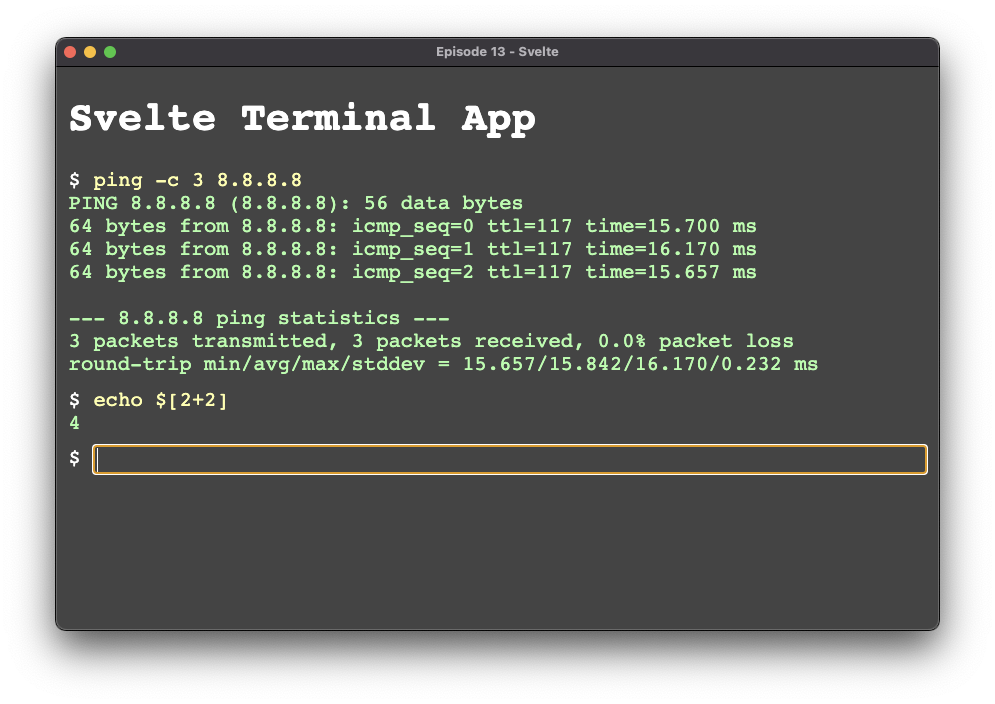 Episode 13 - Svelte
Svelte Terminal App
$ ping -c 3 8.8.8.8
PING 8.8.8.8 (8.8.8.8): 56 data bytes
64 bytes from 8.8.8.8: icmp_seq=0 ttl=117 time=15.700 ms
64 bytes from 8.8.8.8: icmp_seq=1 ttl=117 time=16.170 ms
64 bytes from 8.8.8.8: icmp_seq=2 ttl=117 time=15.657 ms
--- 8.8.8.8 ping statistics ---
3 packets transmitted, 3 packets received, 0.0% packet loss
round-trip min/avg/max/stddev = 15.657/15.842/16.170/0.232 ms
$ echo $[2+2]
4
$